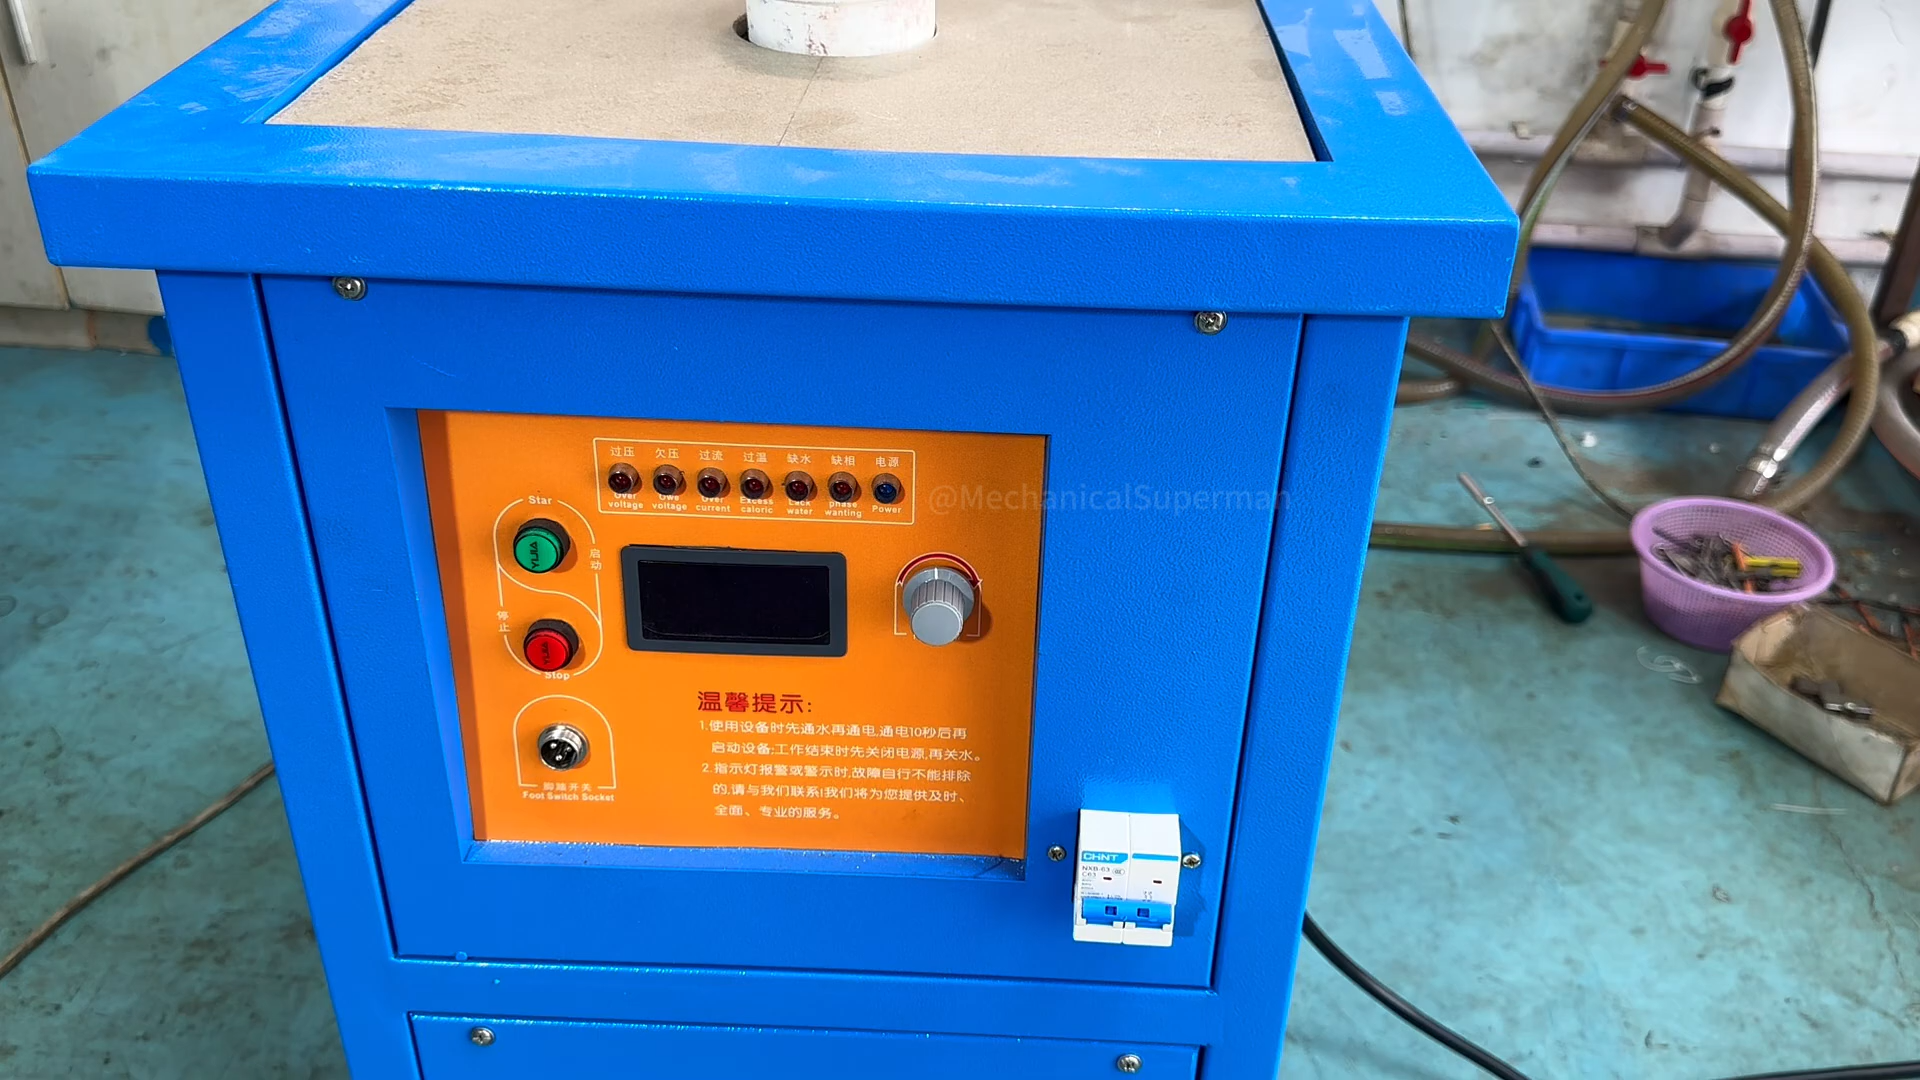 过压 欠压 过流 过温 缺水 缺相 电源
Over voltage
Owe voltage
Over current
Excess caloric
Lack water
phase wanting
Power
@MechanicalSuperman
Star
YIJIA
启动
停止
YIJIA
Stop
脚踏开关
Foot Switch Socket
温馨提示:
1.使用设备时先通水再通电,通电10秒后再
启动设备;工作结束时先关闭电源,再关水。
2.指示灯报警或警示时,故障自行不能排除
的,请与我们联系!我们将为您提供及时、
全面、专业的服务。
CHNT
NXB-63
C63